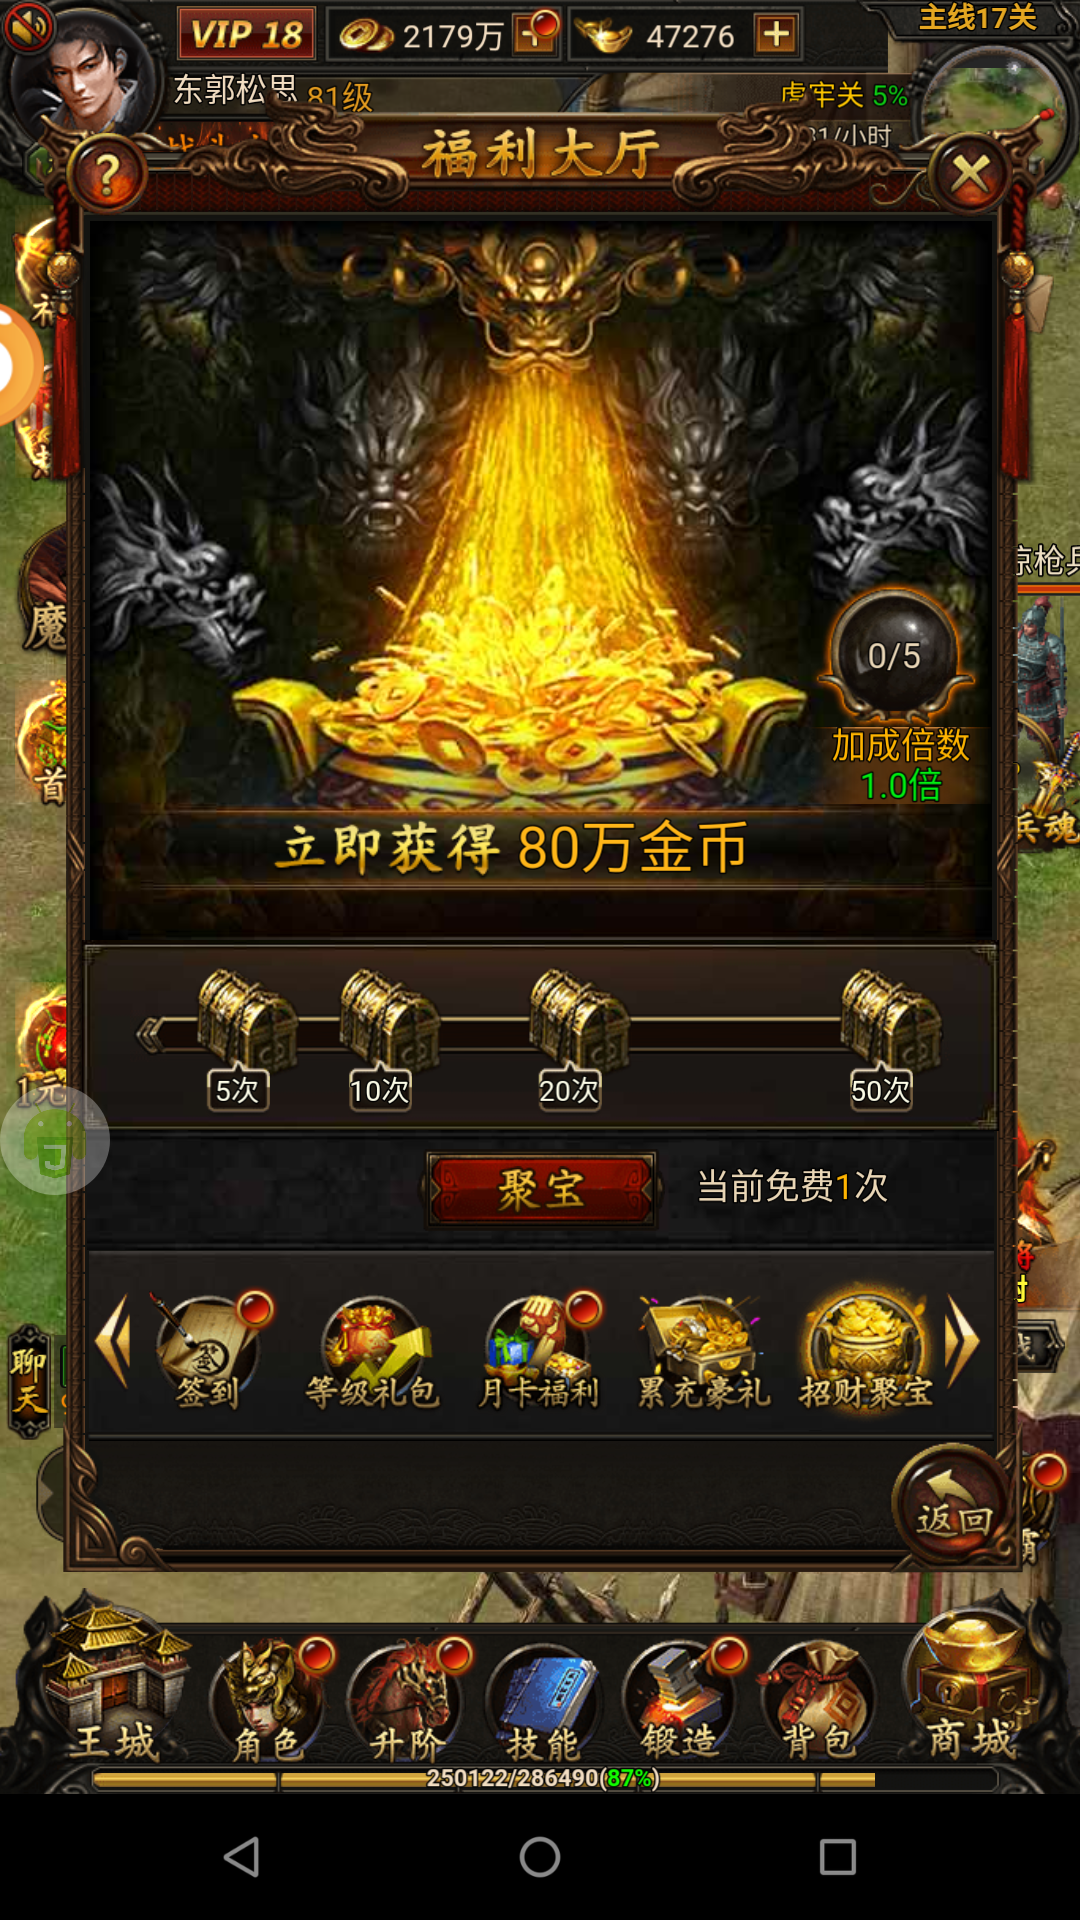 VIP 18
2179万
47276
主线17关
东郭松思
81级
虎牢关 5%
31/小时
福利大厅
0/5
加成倍数
1.0倍
魔
首
兵魂
立即获得 80万金币
5次
10次
20次
50次
1元
聚宝
当前免费1次
签到
等级礼包
月卡福利
累充豪礼
招财聚宝
聊天
返回
王城
角色
升阶
技能
锻造
背包
商城
250122/286490(87%)